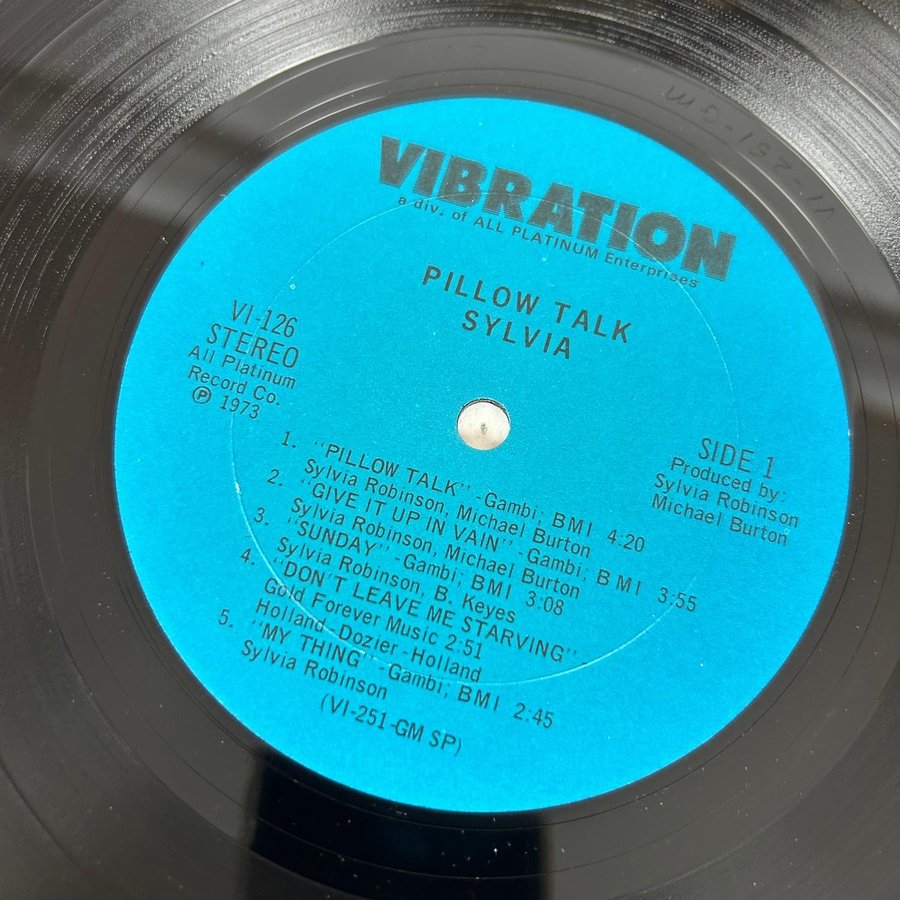 VIBRATION
a div. of ALL PLATINUM Enterprises
PILLOW TALK
SYLVIA
VI-126
STEREO
All Platinum
Record Co.
℗ 1973
SIDE 1
Produced by:
Sylvia Robinson
Michael Burton
1. "PILLOW TALK" -Gambi; BMI 4:20
Sylvia Robinson, Michael Burton
2. "GIVE IT UP IN VAIN" -Gambi; BMI 3:55
Sylvia Robinson, Michael Burton
3. "SUNDAY" -Gambi; BMI 3:08
Sylvia Robinson, B. Keyes
4. "DON'T LEAVE ME STARVING" -
Gold Forever Music 2:51
Holland-Dozier-Holland
5. "MY THING" -Gambi; BMI 2:45
Sylvia Robinson
(VI-251-GM SP)
VI-251-GM